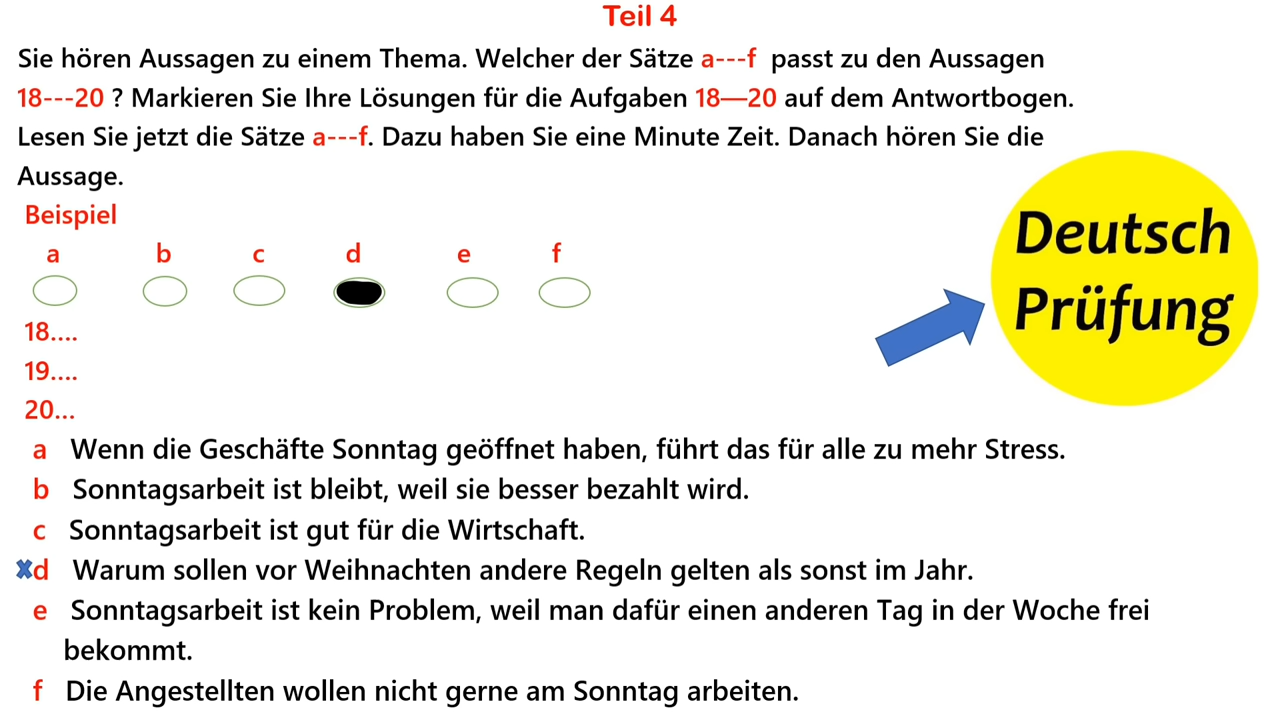 Teil 4
Sie hören Aussagen zu einem Thema. Welcher der Sätze a---f passt zu den Aussagen
18---20 ? Markieren Sie Ihre Lösungen für die Aufgaben 18—20 auf dem Antwortbogen.
Lesen Sie jetzt die Sätze a---f. Dazu haben Sie eine Minute Zeit. Danach hören Sie die
Aussage.
Beispiel
a b c d e f
Deutsch
Prüfung
18....
19....
20...
a Wenn die Geschäfte Sonntag geöffnet haben, führt das für alle zu mehr Stress.
b Sonntagsarbeit ist bleibt, weil sie besser bezahlt wird.
c Sonntagsarbeit ist gut für die Wirtschaft.
d Warum sollen vor Weihnachten andere Regeln gelten als sonst im Jahr.
e Sonntagsarbeit ist kein Problem, weil man dafür einen anderen Tag in der Woche frei
bekommt.
f Die Angestellten wollen nicht gerne am Sonntag arbeiten.